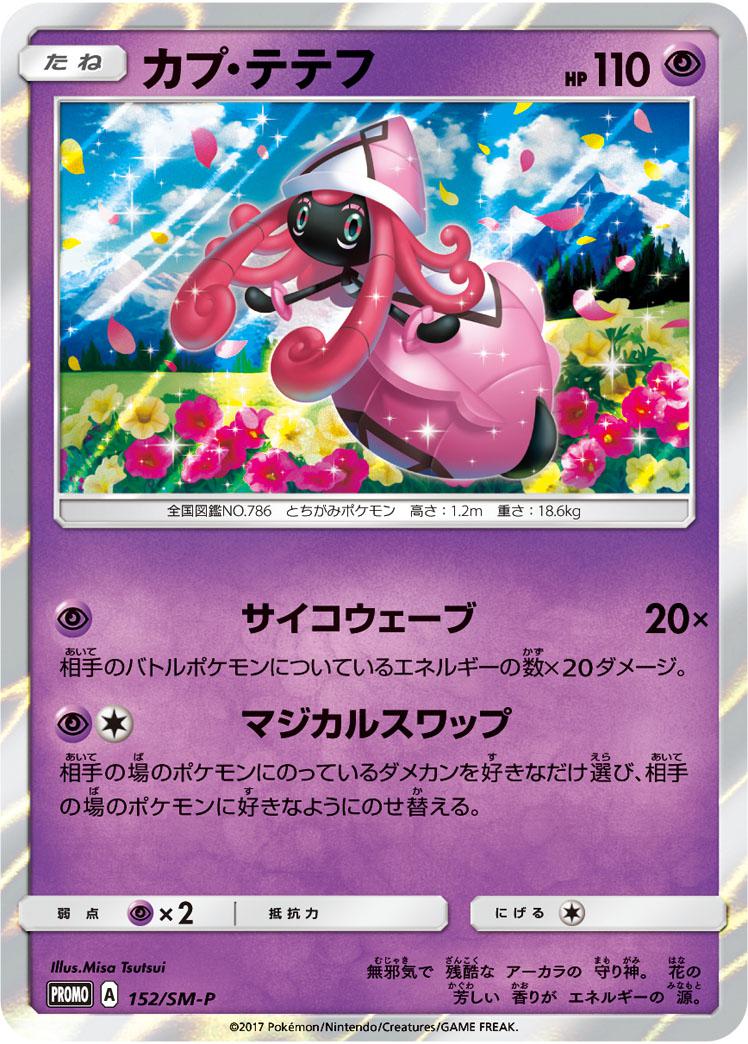 たね カプ・テテフ HP 110
全国図鑑NO.786 とちがみポケモン 高さ：1.2m 重さ：18.6kg
サイコウェーブ 20×
相手のバトルポケモンについているエネルギーの数×20ダメージ。
マジカルスワップ
相手の場のポケモンにのっているダメカンを好きなだけ選び、相手
の場のポケモンに好きなようにのせ替える。
弱点 ×2 抵抗力 にげる
Illus.Misa Tsutsui
無邪気で 残酷な アーカラの 守り神。 花の
芳しい 香りが エネルギーの 源。
PROMO A 152/SM-P
©2017 Pokémon/Nintendo/Creatures/GAME FREAK.